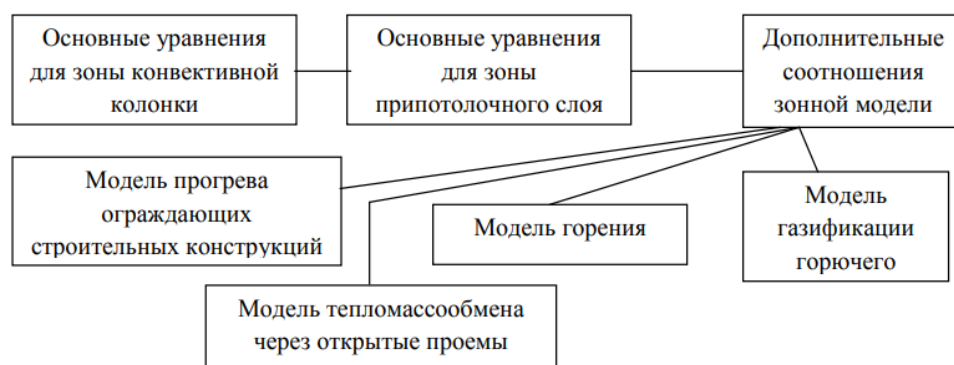 Основные уравнения
для зоны конвективной
колонки
Основные уравнения
для зоны
припотолочного слоя
Дополнительные
соотношения
зонной модели
Модель прогрева
ограждающих
строительных конструкций
Модель горения
Модель
газификации
горючего
Модель тепломассообмена
через открытые проемы